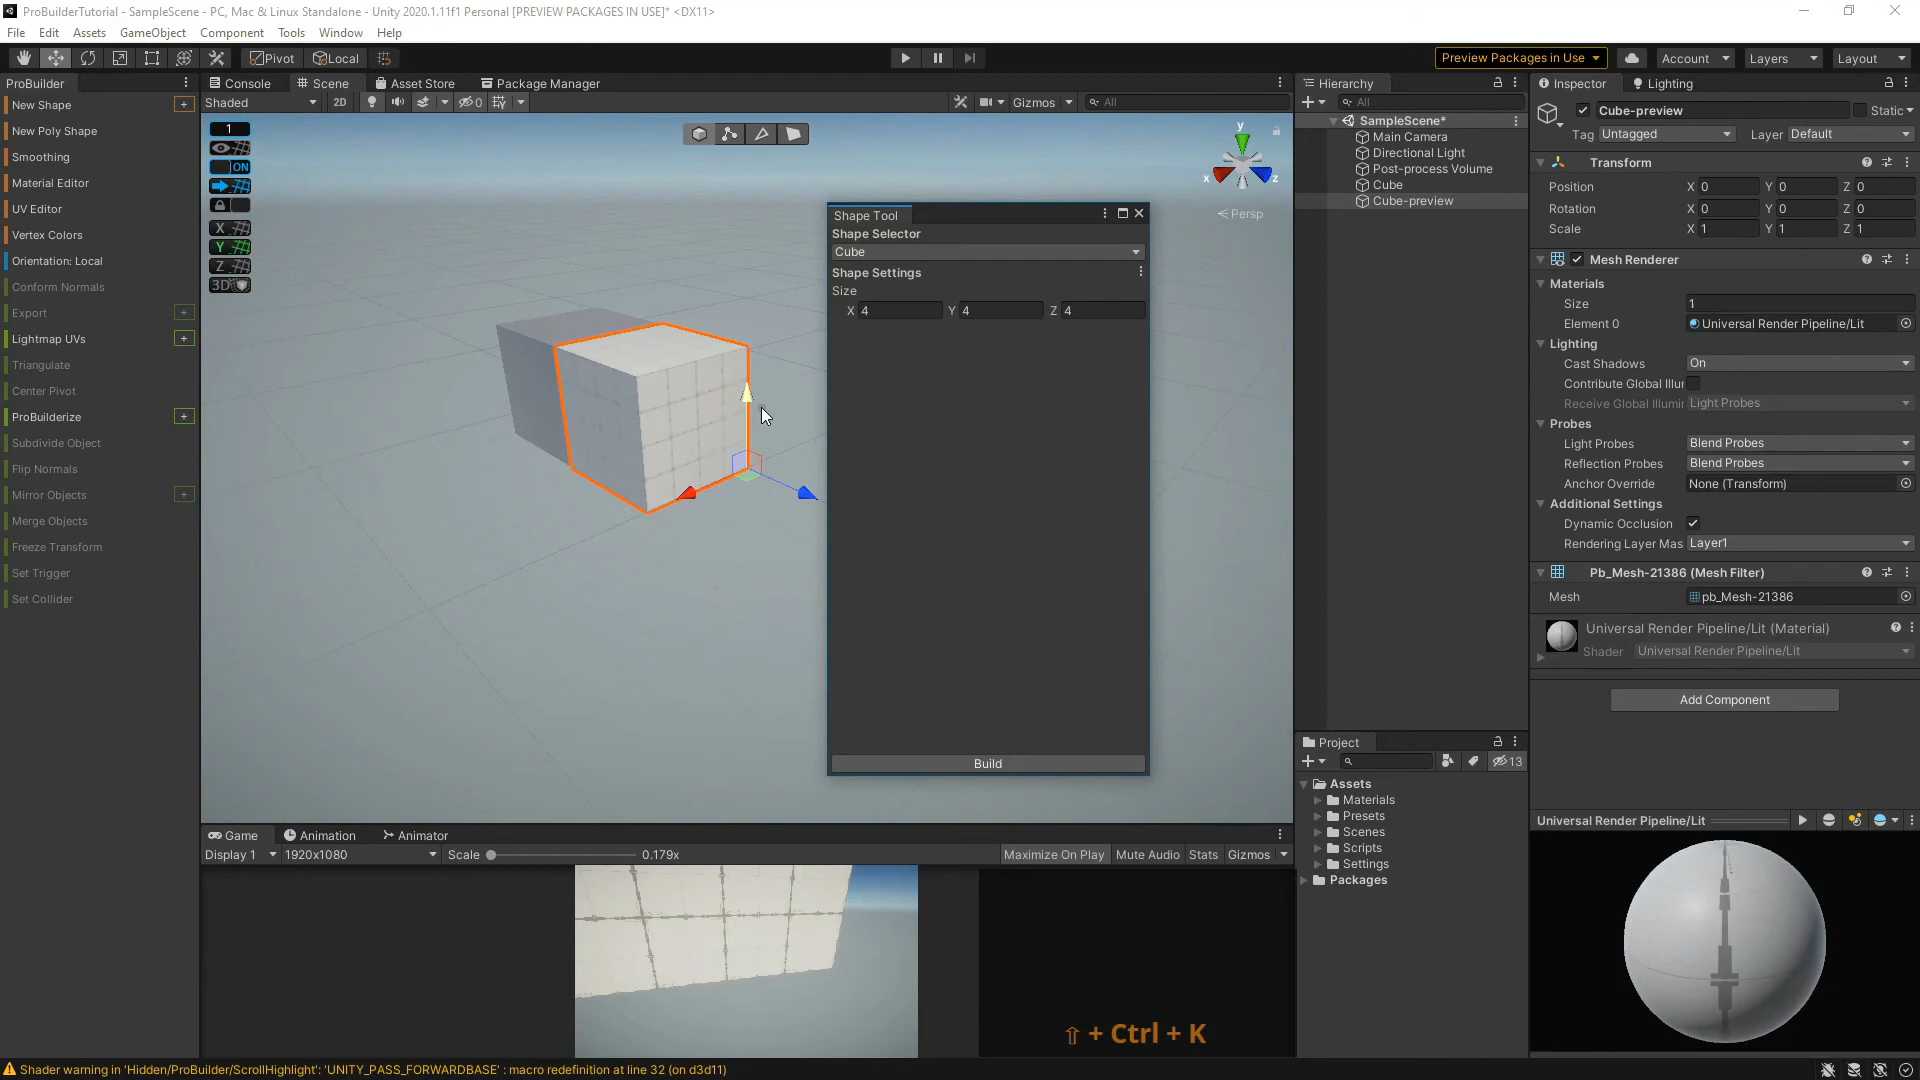 ProBuilderTutorial - SampleScene - PC, Mac & Linux Standalone - Unity 2020.1.11f1 Personal [PREVIEW PACKAGES IN USE]* <DX11>
File Edit Assets GameObject Component Tools Window Help
Pivot Local Preview Packages in Use Account Layers Layout
ProBuilder
New Shape
New Poly Shape
Smoothing
Material Editor
UV Editor
Vertex Colors
Orientation: Local
Conform Normals
Export
Lightmap UVs
Triangulate
Center Pivot
ProBuilderize
Subdivide Object
Flip Normals
Mirror Objects
Merge Objects
Freeze Transform
Set Trigger
Set Collider
Console Scene Asset Store Package Manager
Shaded 2D 0 Gizmos All
1
ON
X
Y
Z
3D
y
x z
Persp
Shape Tool
Shape Selector
Cube
Shape Settings
Size
X 4 Y 4 Z 4
Build
Game Animation Animator
Display 1 1920x1080 Scale 0.179x Maximize On Play Mute Audio Stats Gizmos
⇧ + Ctrl + K
Hierarchy
All
SampleScene*
Main Camera
Directional Light
Post-process Volume
Cube
Cube-preview
Project
13
Assets
Materials
Presets
Scenes
Scripts
Settings
Packages
Inspector Lighting
Cube-preview Static
Tag Untagged Layer Default
Transform
Position X 0 Y 0 Z 0
Rotation X 0 Y 0 Z 0
Scale X 1 Y 1 Z 1
Mesh Renderer
Materials
Size 1
Element 0 Universal Render Pipeline/Lit
Lighting
Cast Shadows On
Contribute Global Illur
Receive Global Illumir Light Probes
Probes
Light Probes Blend Probes
Reflection Probes Blend Probes
Anchor Override None (Transform)
Additional Settings
Dynamic Occlusion
Rendering Layer Mas Layer1
Pb_Mesh-21386 (Mesh Filter)
Mesh pb_Mesh-21386
Universal Render Pipeline/Lit (Material)
Shader Universal Render Pipeline/Lit
Add Component
Universal Render Pipeline/Lit
Shader warning in 'Hidden/ProBuilder/ScrollHighlight': 'UNITY_PASS_FORWARDBASE' : macro redefinition at line 32 (on d3d11)